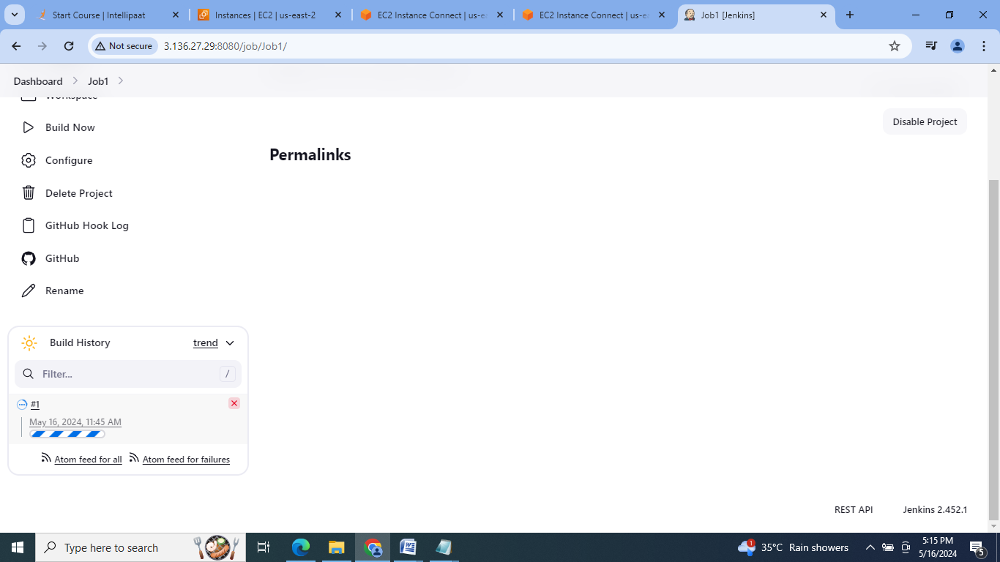 Start Course | Intellipaat
Instances | EC2 | us-east-2
EC2 Instance Connect | us-ea
EC2 Instance Connect | us-ea
Job1 [Jenkins]
Not secure
3.136.27.29:8080/job/Job1/
Dashboard
Job1
Workspace
Build Now
Configure
Delete Project
GitHub Hook Log
GitHub
Rename
Disable Project
Permalinks
Build History
trend
Filter...
/
#1
May 16, 2024, 11:45 AM
Atom feed for all
Atom feed for failures
REST API
Jenkins 2.452.1
Type here to search
1
35°C Rain showers
5:15 PM
5/16/2024
5